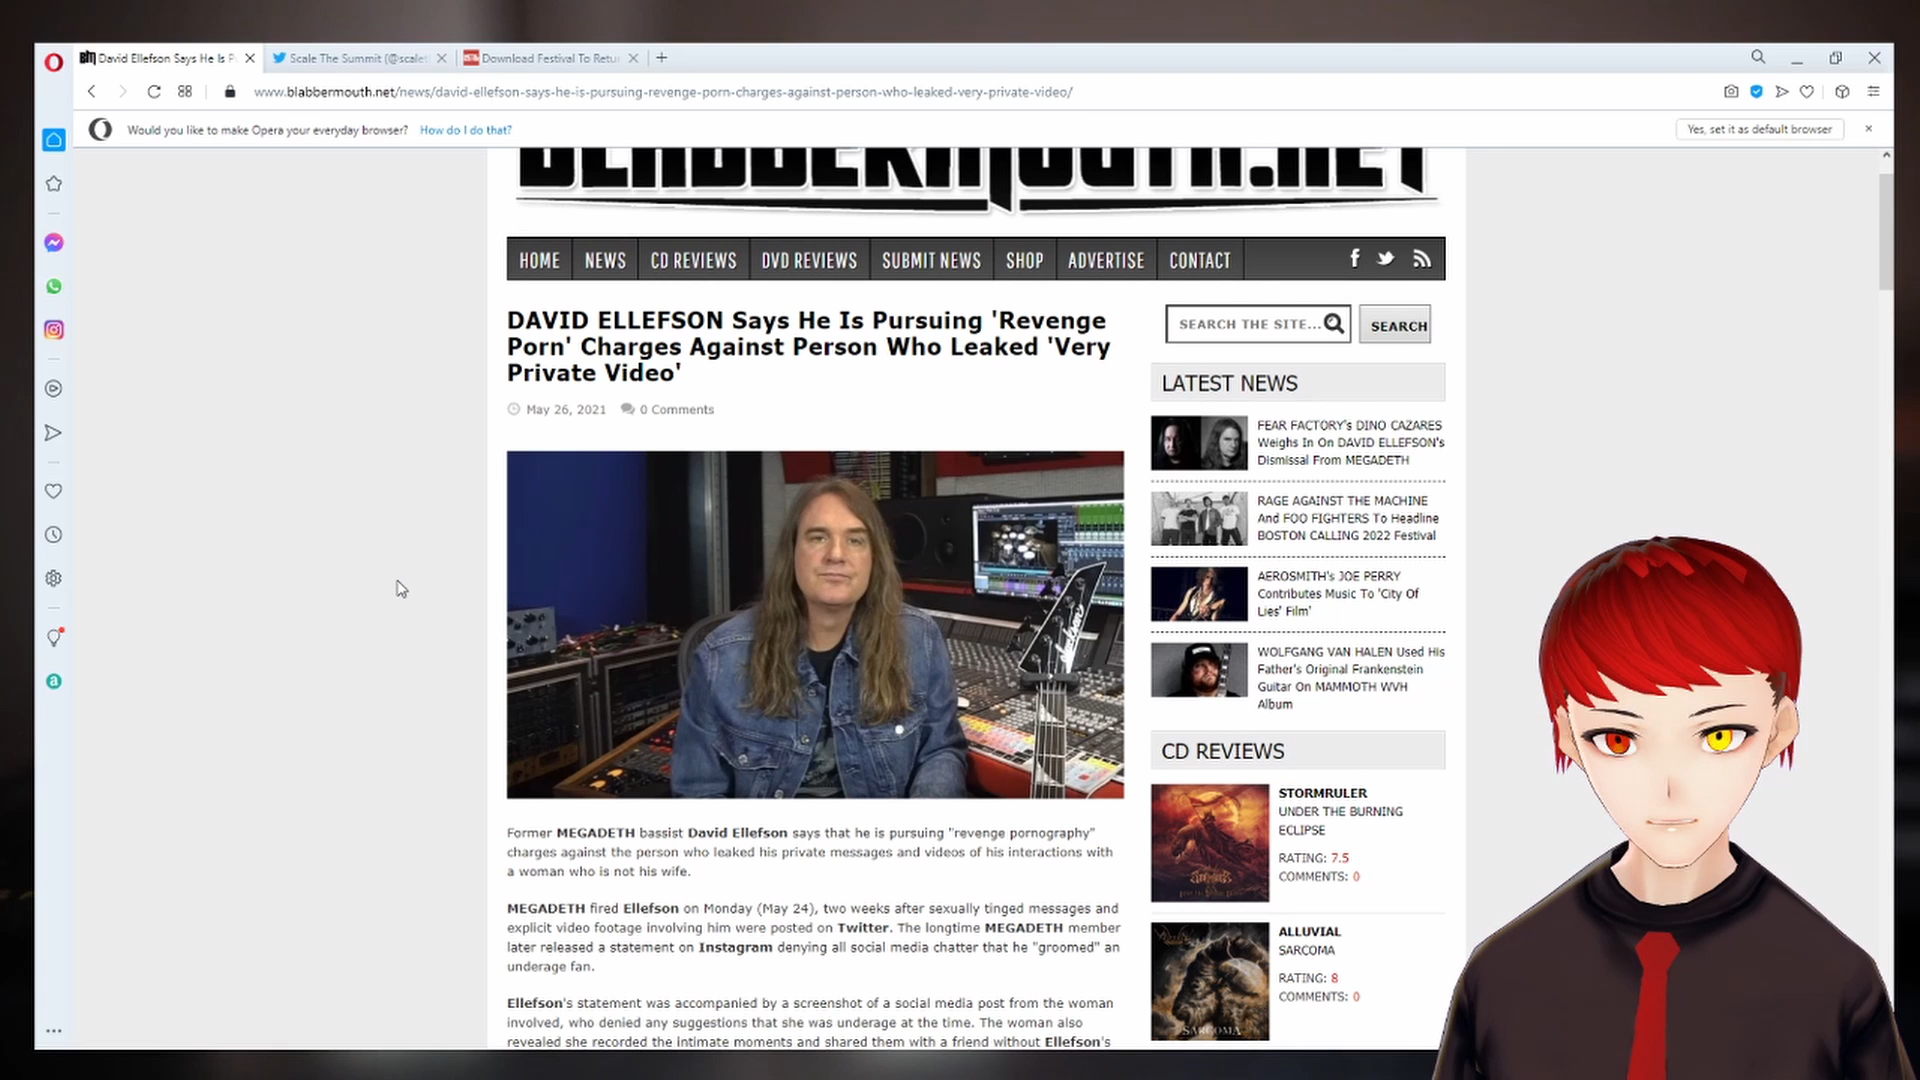 David Ellefson Says He Is P
Scale The Summit (@scalet
Download Festival To Retu
www.blabbermouth.net/news/david-ellefson-says-he-is-pursuing-revenge-porn-charges-against-person-who-leaked-very-private-video/
Would you like to make Opera your everyday browser? How do I do that?
Yes, set it as default browser
BLABBERMOUTH.NET
HOME NEWS CD REVIEWS DVD REVIEWS SUBMIT NEWS SHOP ADVERTISE CONTACT
DAVID ELLEFSON Says He Is Pursuing 'Revenge
Porn' Charges Against Person Who Leaked 'Very
Private Video'
May 26, 2021 0 Comments
Former MEGADETH bassist David Ellefson says that he is pursuing "revenge pornography"
charges against the person who leaked his private messages and videos of his interactions with
a woman who is not his wife.
MEGADETH fired Ellefson on Monday (May 24), two weeks after sexually tinged messages and
explicit video footage involving him were posted on Twitter. The longtime MEGADETH member
later released a statement on Instagram denying all social media chatter that he "groomed" an
underage fan.
Ellefson's statement was accompanied by a screenshot of a social media post from the woman
involved, who denied any suggestions that she was underage at the time. The woman also
revealed she recorded the intimate moments and shared them with a friend without Ellefson's
SEARCH THE SITE...
SEARCH
LATEST NEWS
FEAR FACTORY's DINO CAZARES
Weighs In On DAVID ELLEFSON's
Dismissal From MEGADETH
RAGE AGAINST THE MACHINE
And FOO FIGHTERS To Headline
BOSTON CALLING 2022 Festival
AEROSMITH's JOE PERRY
Contributes Music To 'City Of
Lies' Film'
WOLFGANG VAN HALEN Used His
Father's Original Frankenstein
Guitar On MAMMOTH WVH
Album
CD REVIEWS
STORMRULER
UNDER THE BURNING
ECLIPSE
RATING: 7.5
COMMENTS: 0
ALLUVIAL
SARCOMA
RATING: 8
COMMENTS: 0
SARCOMA
Jackson